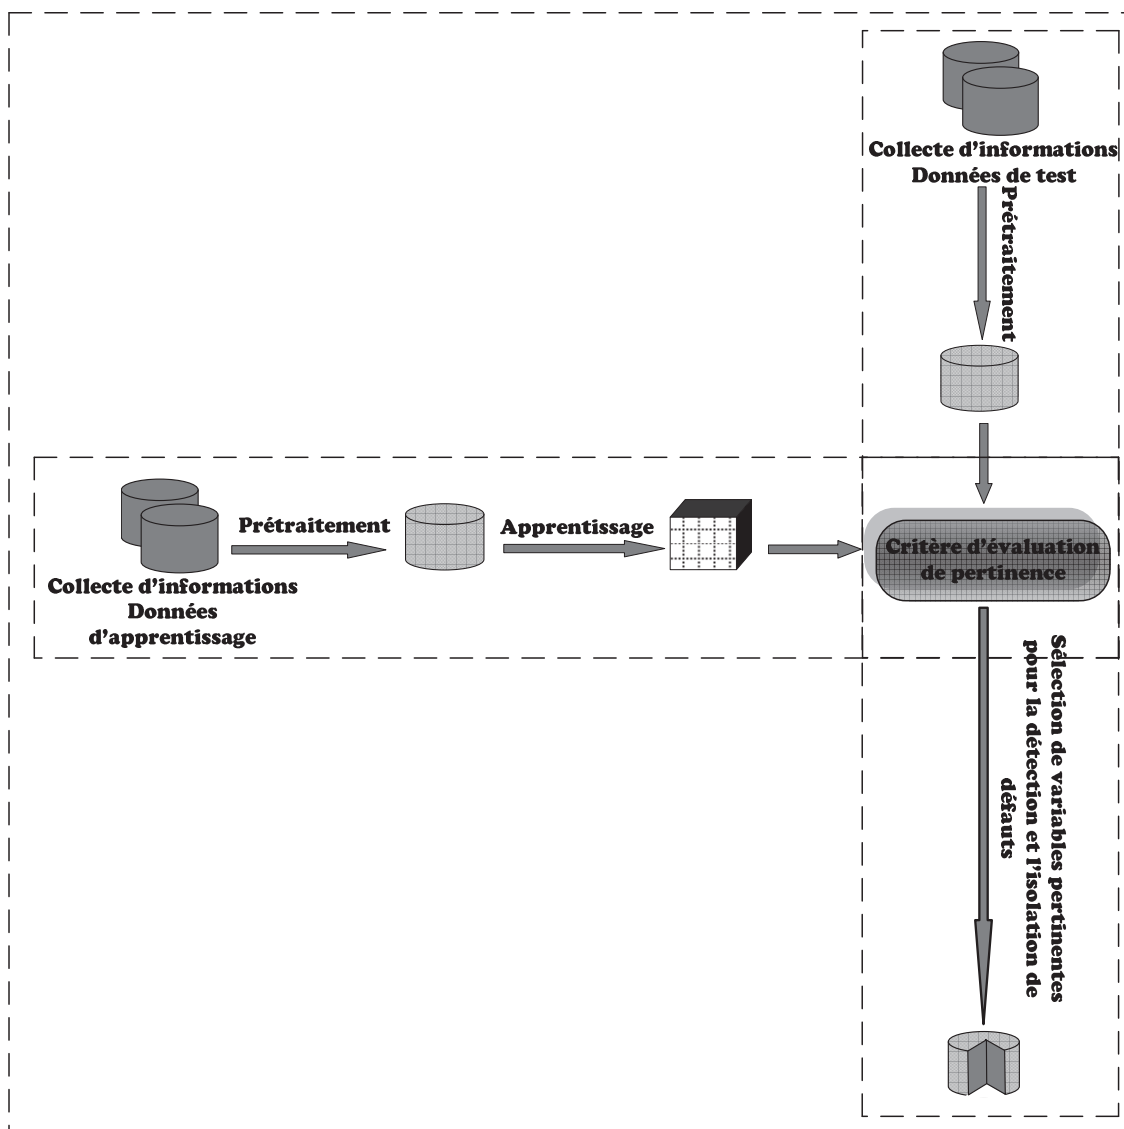 Collecte d'informations
Données de test
Prétraitement
Prétraitement
Apprentissage
Collecte d'informations
Données
d'apprentissage
Critère d'évaluation
de pertinence
Sélection de variables pertinentes
pour la détection et l'isolation de
défauts